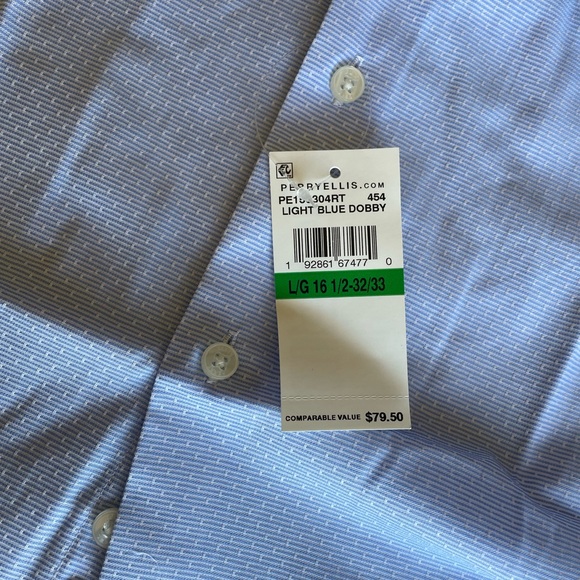 PERRYELLIS.COM
454
LIGHT BLUE DOBBY
1 92861 67477 0
L/G 16 1/2-32/33
COMPARABLE VALUE $79.50